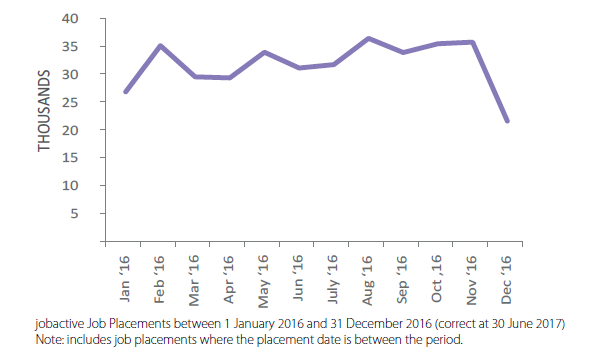 40
35
30
25
20
15
10
5
THOUSANDS
Jan '16
Feb '16
Mar '16
Apr '16
May '16
Jun '16
July '16
Aug '16
Sep '16
Oct ,16
Nov '16
Dec '16
jobactive Job Placements between 1 January 2016 and 31 December 2016 (correct at 30 June 2017)
Note: includes job placements where the placement date is between the period.